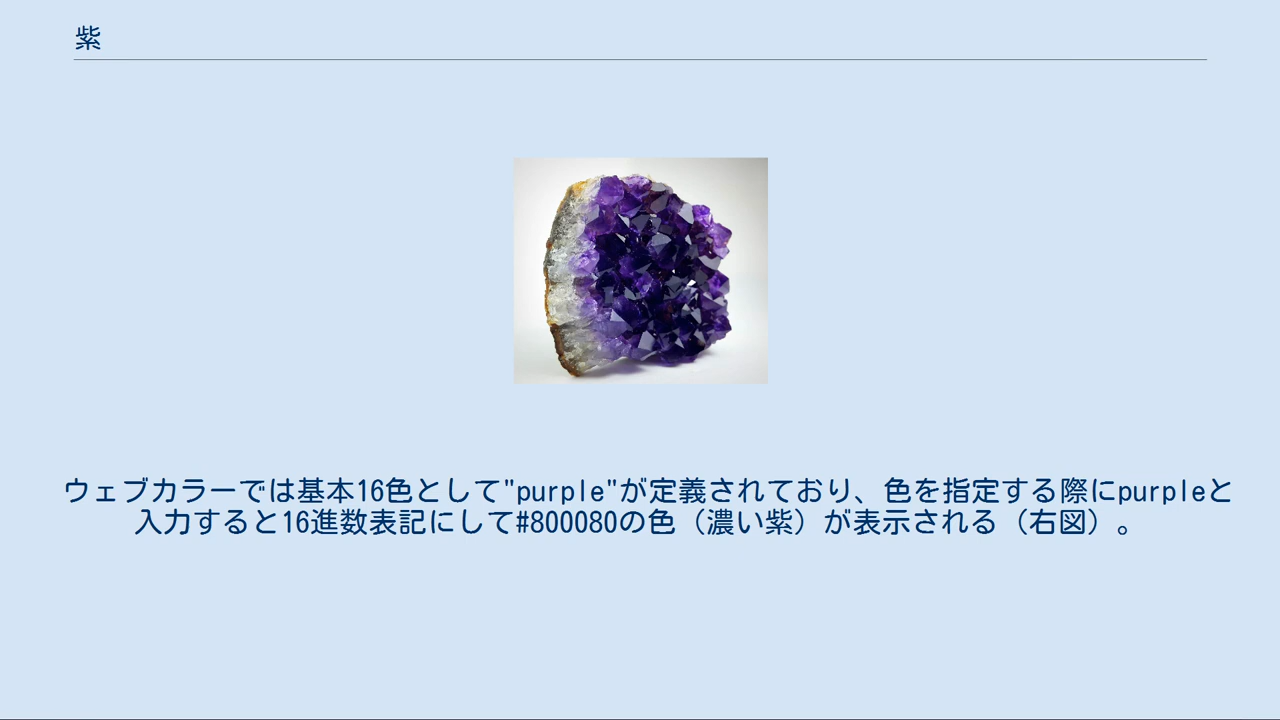 紫
ウェブカラーでは基本16色として"purple"が定義されており、色を指定する際にpurpleと
入力すると16進数表記にして#800080の色（濃い紫）が表示される（右図）。